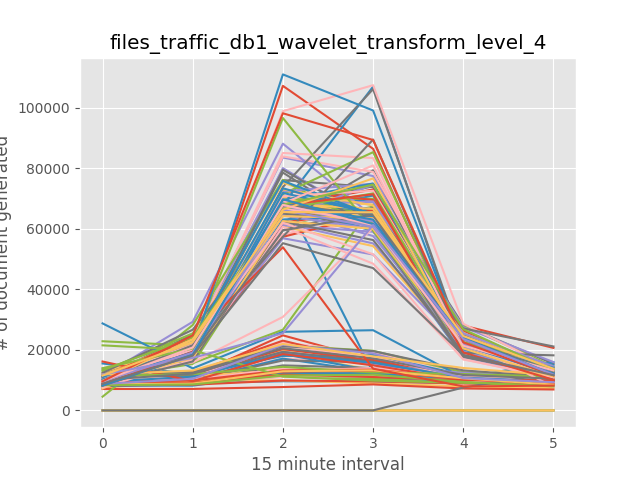 files_traffic_db1_wavelet_transform_level_4
100000
80000
60000
40000
20000
0
# of document generated
0 1 2 3 4 5
15 minute interval